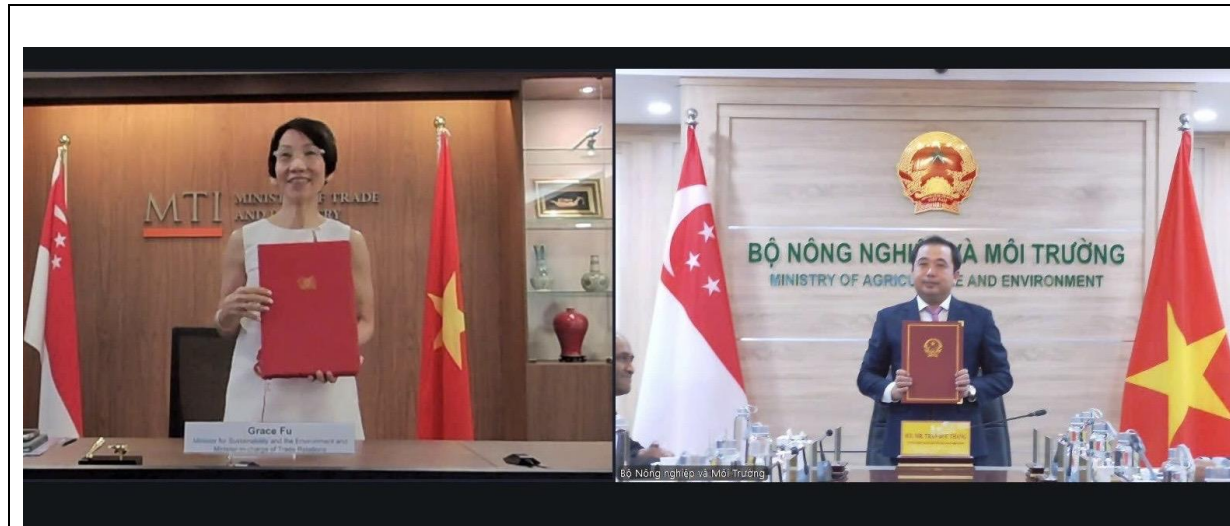 MTI
MINISTRY OF TRADE
AND INDUSTRY
Grace Fu
Minister for Sustainability and the Environment and
Minister-in-charge of Trade Relations
BỘ NÔNG NGHIỆP VÀ MÔI TRƯỜNG
MINISTRY OF AGRICULTURE AND ENVIRONMENT
Bộ Nông nghiệp và Môi Trường